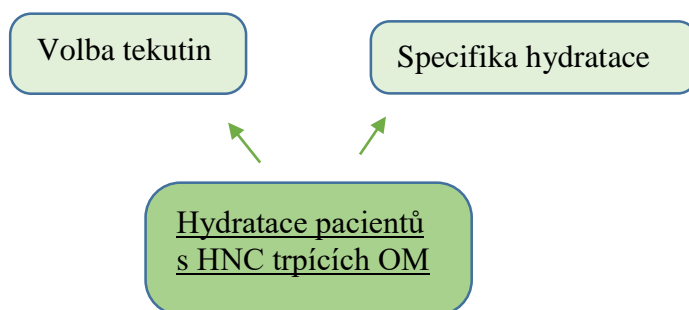 Volba tekutin
Specifika hydratace
Hydratace pacientů
s HNC trpících OM